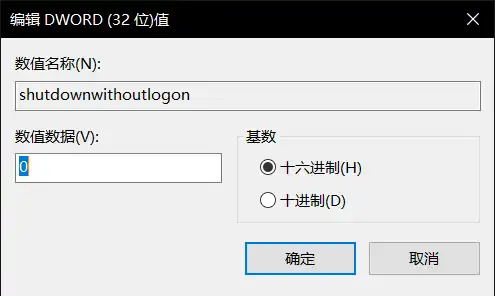 编辑 DWORD (32 位)值
数值名称(N):
shutdownwithoutlogon
数值数据(V):
0
基数
十六进制(H)
十进制(D)
确定
取消